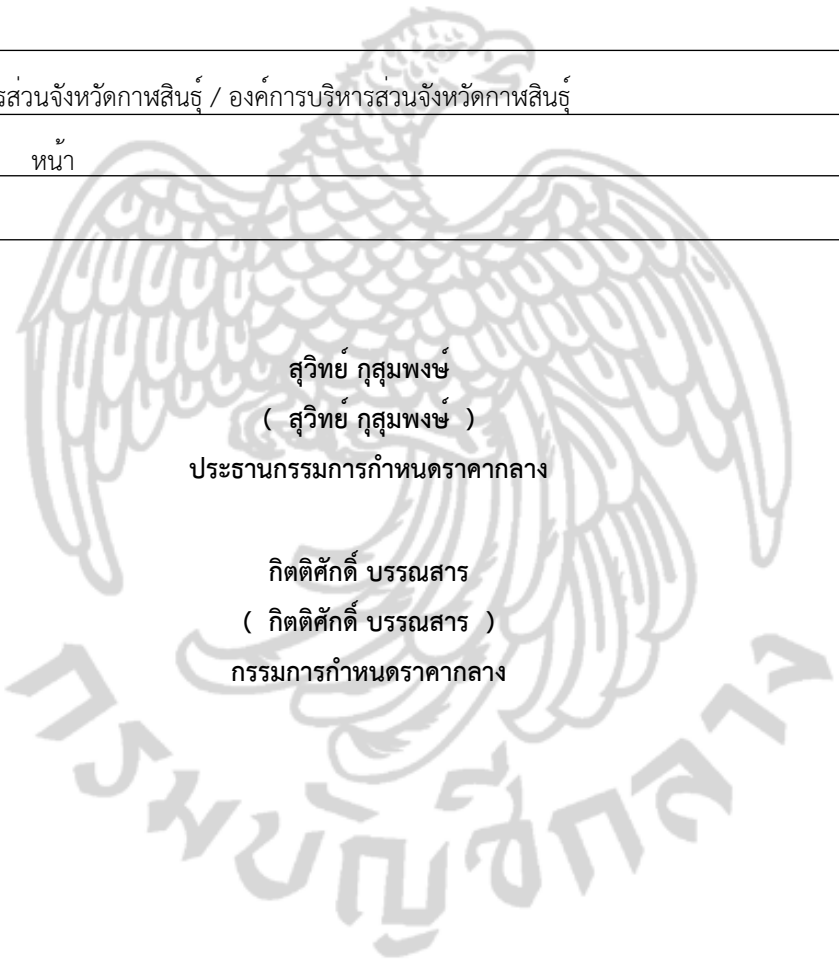 รส่วนจังหวัดกาฬสินธุ์ / องค์การบริหารส่วนจังหวัดกาฬสินธุ์
หน้า
สุวิทย์ กุสุมพงษ์
( สุวิทย์ กุสุมพงษ์ )
ประธานกรรมการกำหนดราคากลาง
กิตติศักดิ์ บรรณสาร
( กิตติศักดิ์ บรรณสาร )
กรรมการกำหนดราคากลาง
กรมบัญชีกลาง